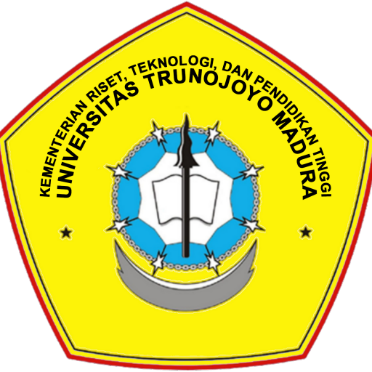 KEMENTERIAN RISET, TEKNOLOGI, DAN PENDIDIKAN TINGGI
UNIVERSITAS TRUNOJOYO MADURA